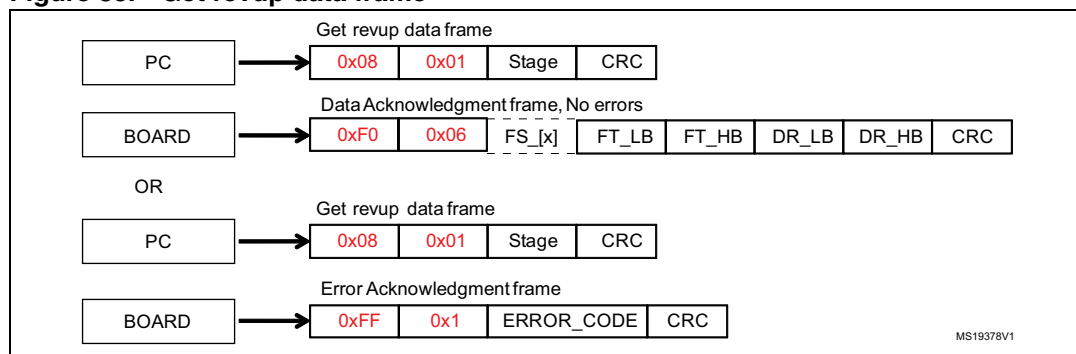 Get revup data frame
PC 0x08 0x01 Stage CRC
Data Acknowledgment frame, No errors
BOARD 0xF0 0x06 FS_[x] FT_LB FT_HB DR_LB DR_HB CRC
OR
Get revup data frame
PC 0x08 0x01 Stage CRC
Error Acknowledgment frame
BOARD 0xFF 0x1 ERROR_CODE CRC
MS19378V1